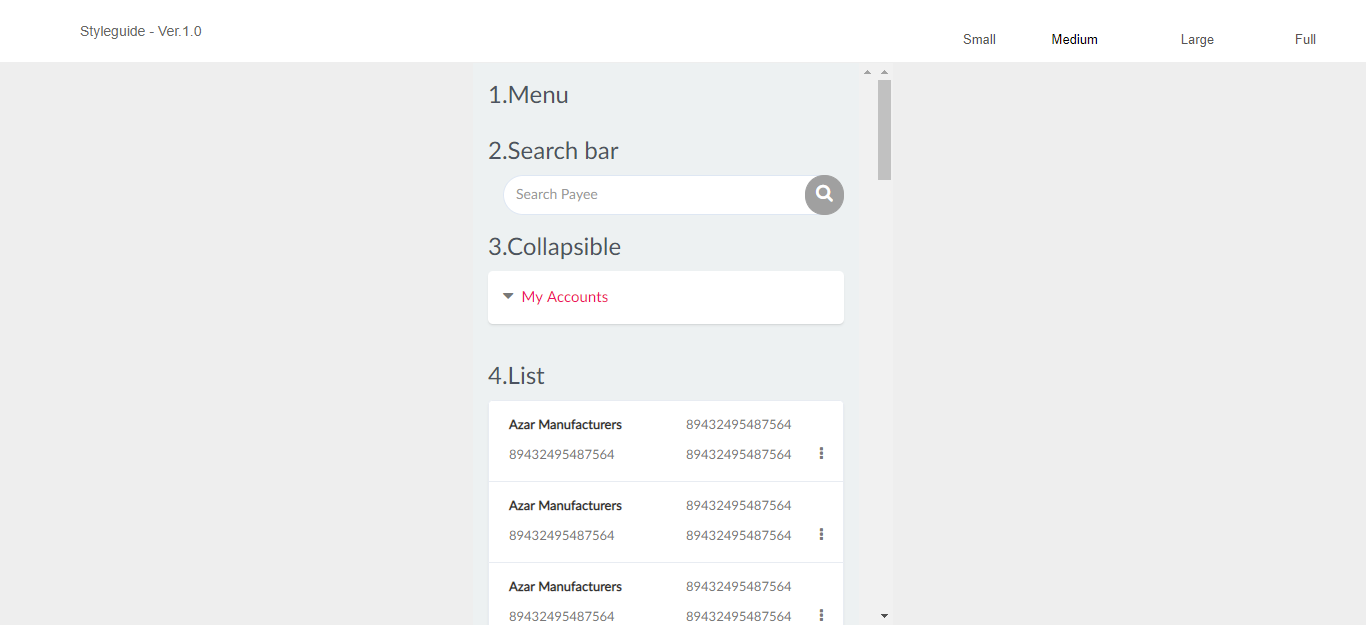 Styleguide - Ver.1.0
Small Medium Large Full
1.Menu
2.Search bar
Search Payee
3.Collapsible
My Accounts
4.List
Azar Manufacturers 89432495487564
89432495487564 89432495487564
Azar Manufacturers 89432495487564
89432495487564 89432495487564
Azar Manufacturers 89432495487564
89432495487564 89432495487564